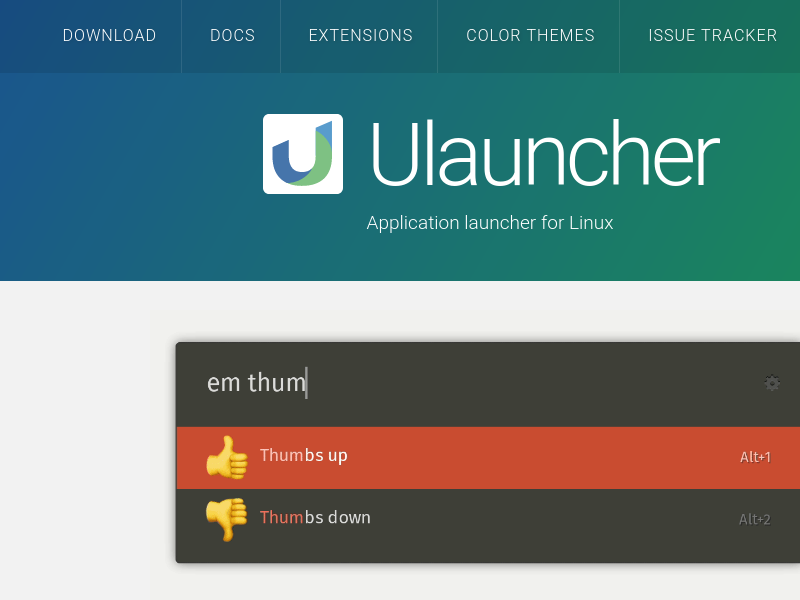 DOWNLOAD DOCS EXTENSIONS COLOR THEMES ISSUE TRACKER
Ulauncher
Application launcher for Linux
em thum
Thumbs up Alt+1
Thumbs down Alt+2